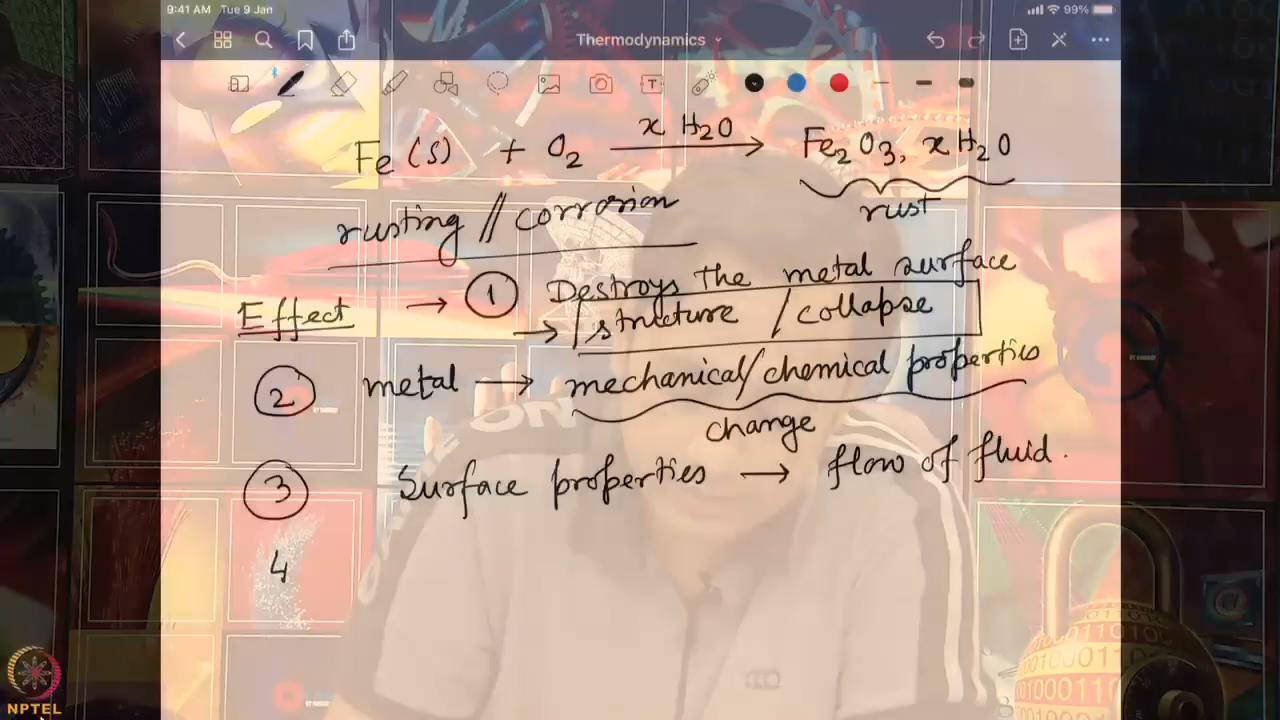 9:41 AM Tue 9 Jan
99%
Thermodynamics
T
Fe (s) + O2 x H2O → Fe2O3, xH2O
rust
rusting // corrosion
Effect → 1 Destroys the metal surface
→ structure / collapse
2 metal → mechanical/chemical properties
change
3 Surface properties → flow of fluid.
4
NPTEL